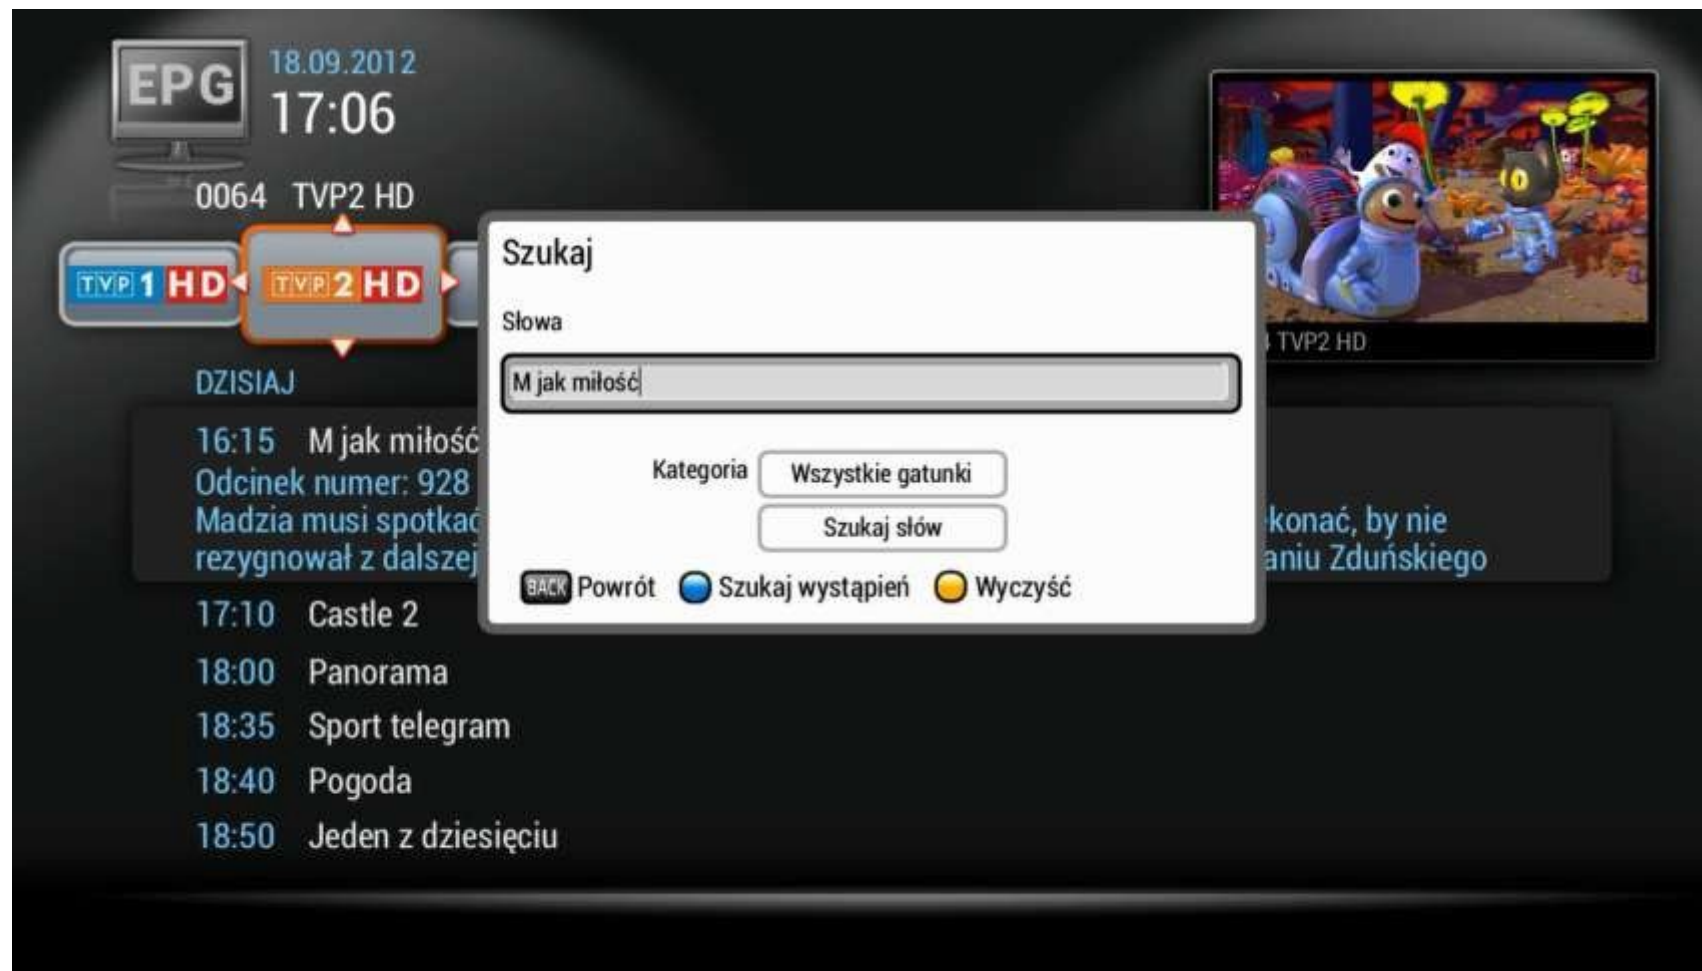 EPG
18.09.2012
17:06
0064 TVP2 HD
TVP 1 HD
TVP 2 HD
TVP2 HD
Szukaj
Słowa
M jak miłość
Kategoria Wszystkie gatunki
Szukaj słów
BACK Powrót Szukaj wystąpień Wyczyść
DZISIAJ
16:15 M jak miłość
Odcinek numer: 928
Madzia musi spotkać konać, by nie
rezygnował z dalszej aniu Zduńskiego
17:10 Castle 2
18:00 Panorama
18:35 Sport telegram
18:40 Pogoda
18:50 Jeden z dziesięciu